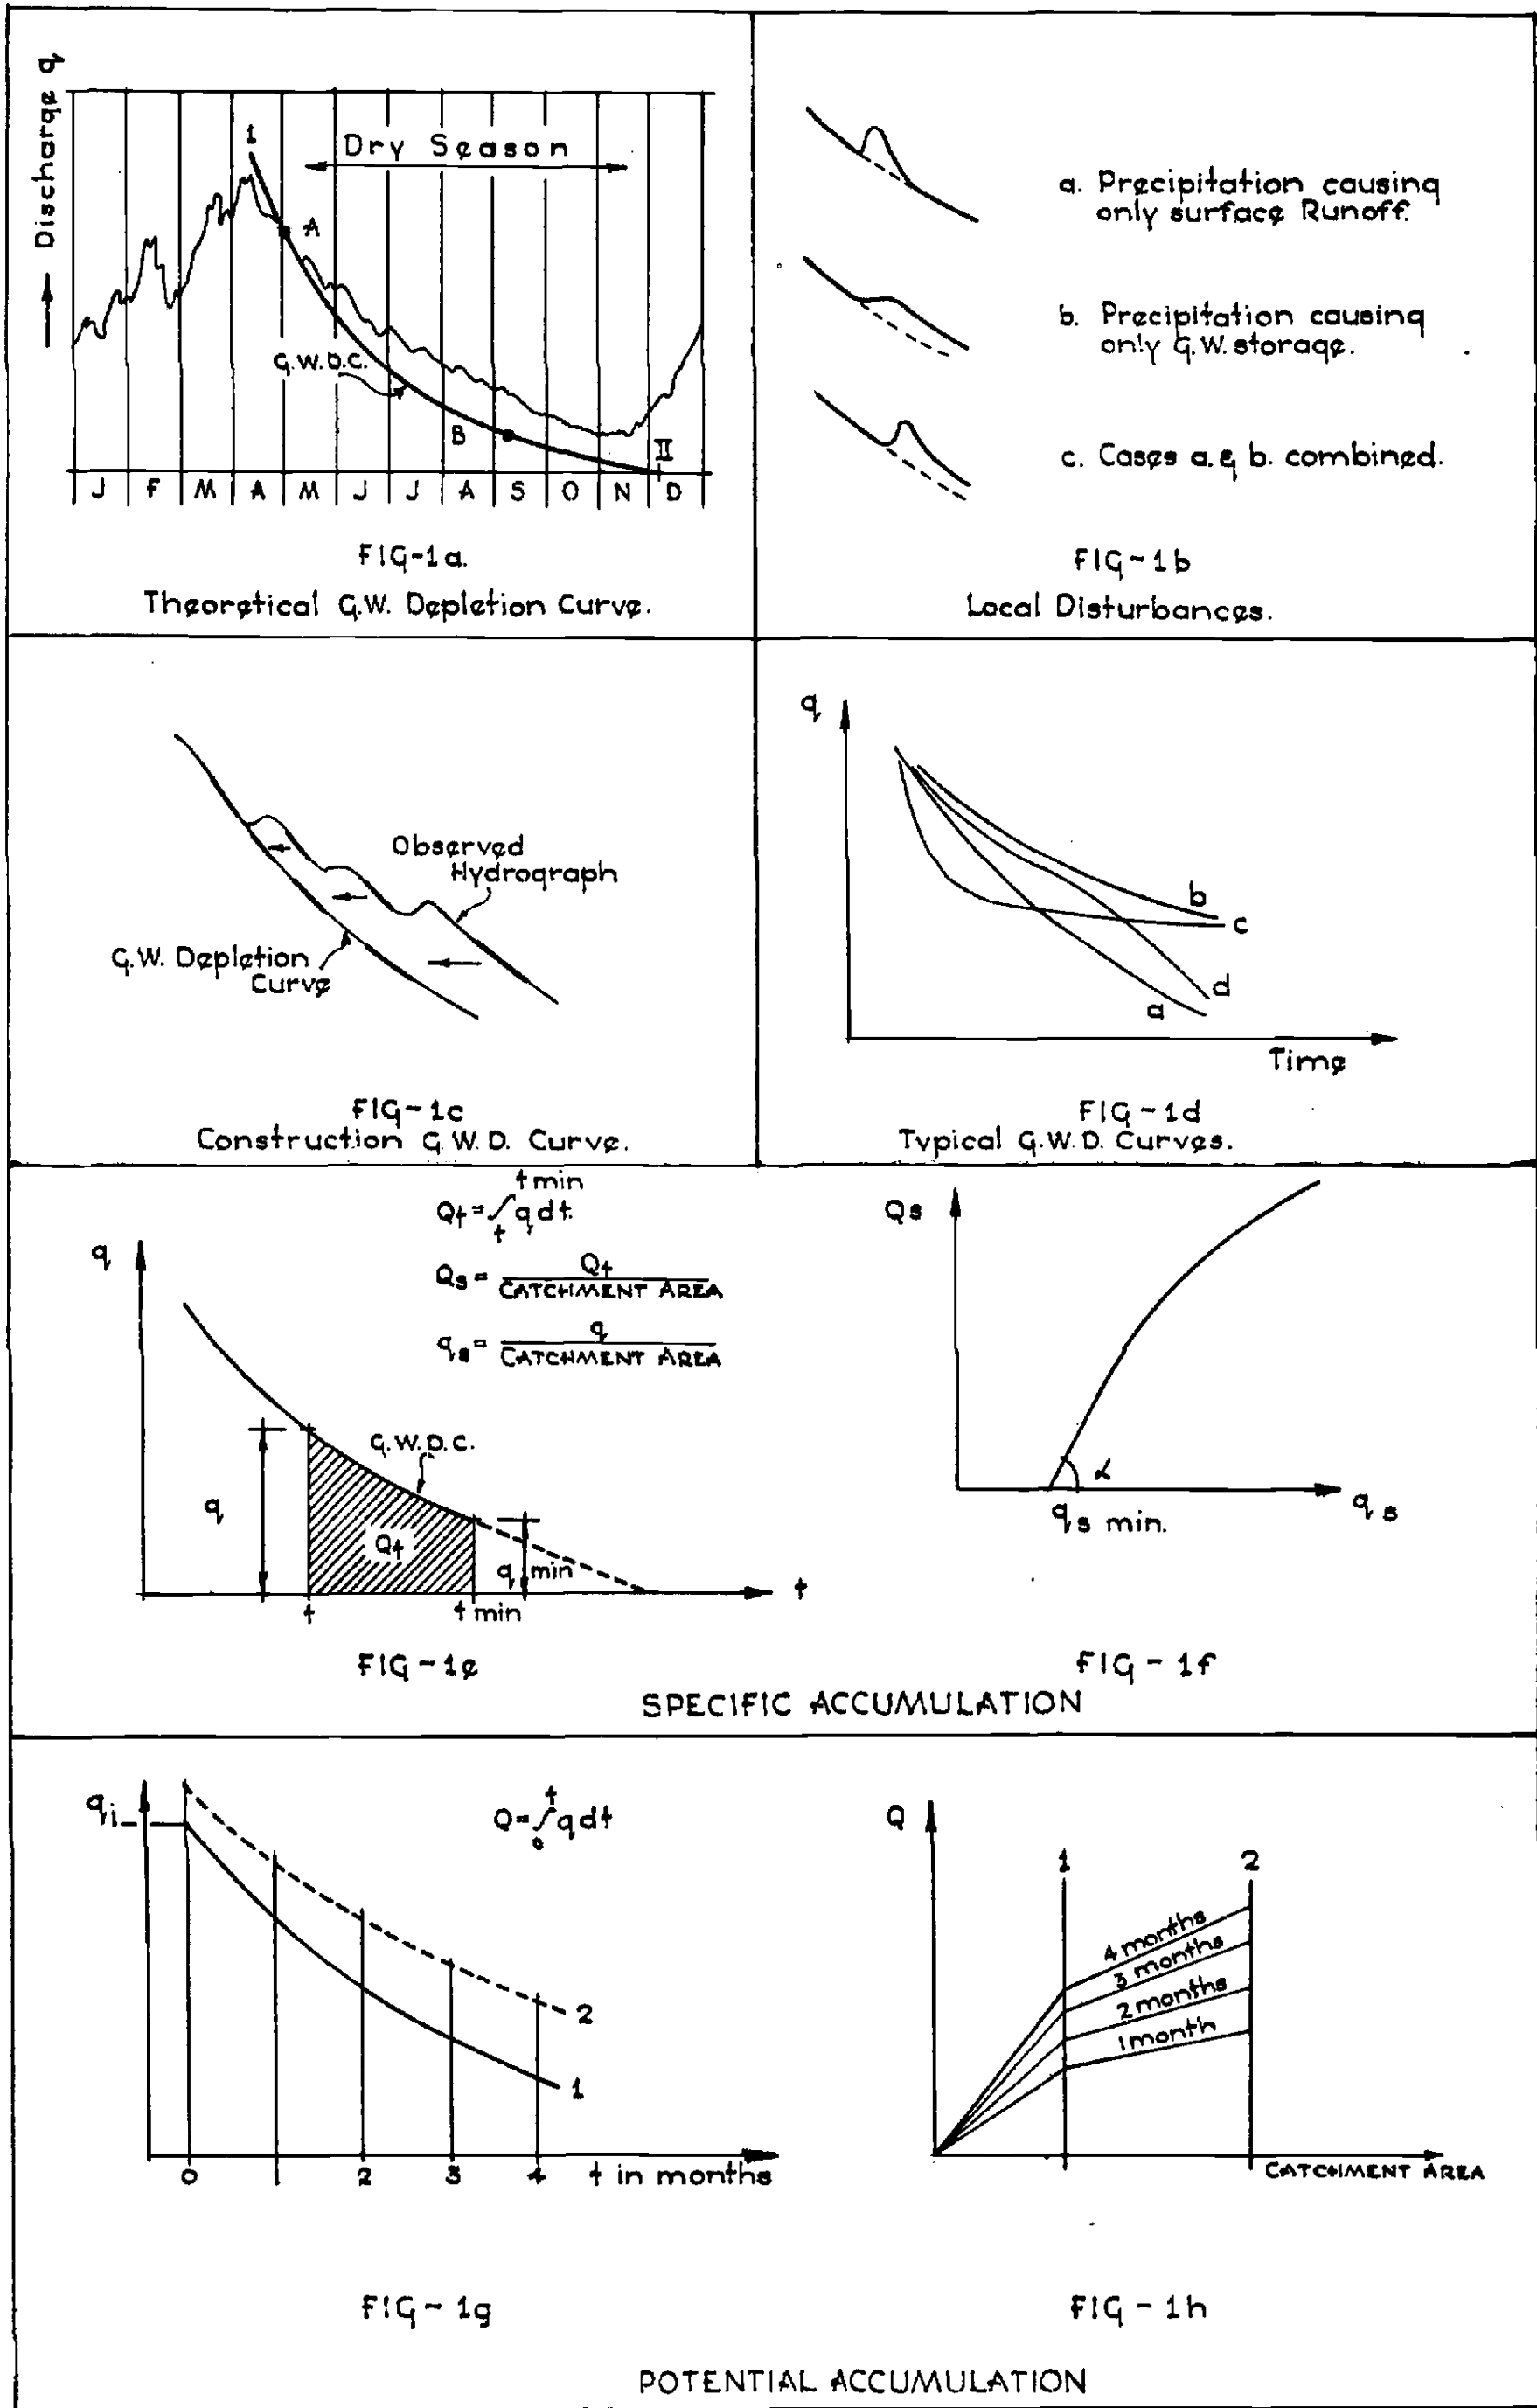 Discharge q
1
Dry Season
A
G.W.D.C.
B
II
J F M A M J J A S O N D
FIG-1a.
Theoretical G.W. Depletion Curve.
a. Precipitation causing
only surface Runoff.
b. Precipitation causing
only G.W. storage.
c. Cases a. & b. combined.
FIG-1b
Local Disturbances.
Observed
Hydrograph
G.W. Depletion
Curve
FIG-1c
Construction G.W.D. Curve.
q
b
c
d
a
Time
FIG-1d
Typical G.W.D. Curves.
t min
Qt = ∫ q dt.
t
Qs = Qt
CATCHMENT AREA
qs = q
CATCHMENT AREA
q
G.W.D.C.
q
Qt
q min
t
t min
t
FIG-1e
Qs
α
qs min.
qs
FIG-1f
SPECIFIC ACCUMULATION
qi
t
Q = ∫ q dt
o
2
1
0 1 2 3 4 t in months
FIG-1g
Q
1
2
4 months
3 months
2 months
1 month
CATCHMENT AREA
FIG-1h
POTENTIAL ACCUMULATION